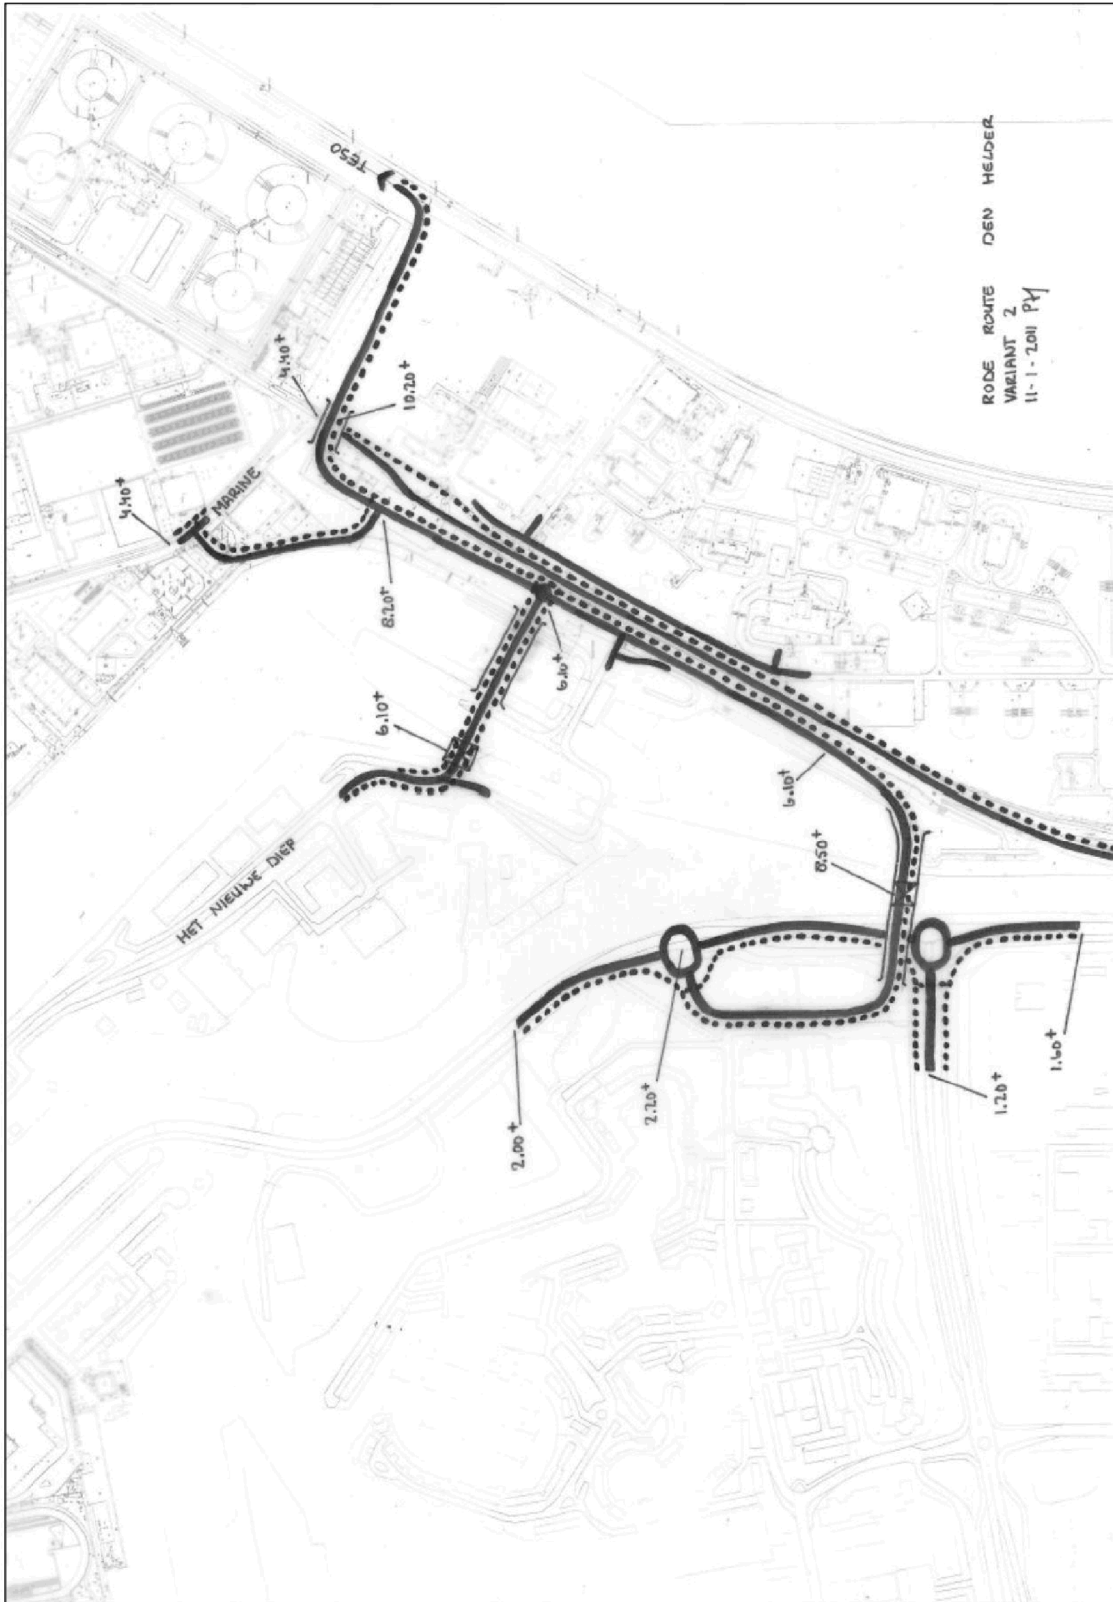 RODE ROUTE DEN HELDER
VARIANT 2
11-1-2011 PH
TESO
4.40+
10.20+
4.40+
MARINE
8.20+
6.10+
6.10+
6.10+
HET NIEUWE DIEP
8.50+
2.00+
2.20+
1.20+
1.60+